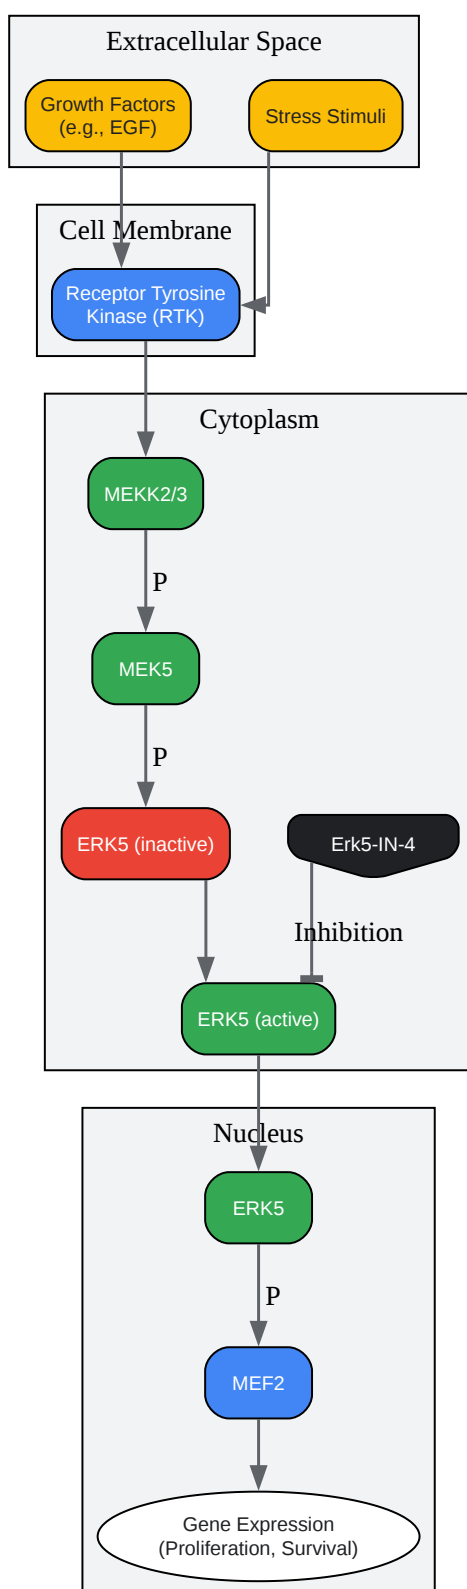 Extracellular Space
Growth Factors
(e.g., EGF)
Stress Stimuli
Cell Membrane
Receptor Tyrosine
Kinase (RTK)
Cytoplasm
MEKK2/3
P
MEK5
P
ERK5 (inactive)
Erk5-IN-4
Inhibition
ERK5 (active)
Nucleus
ERK5
P
MEF2
Gene Expression
(Proliferation, Survival)